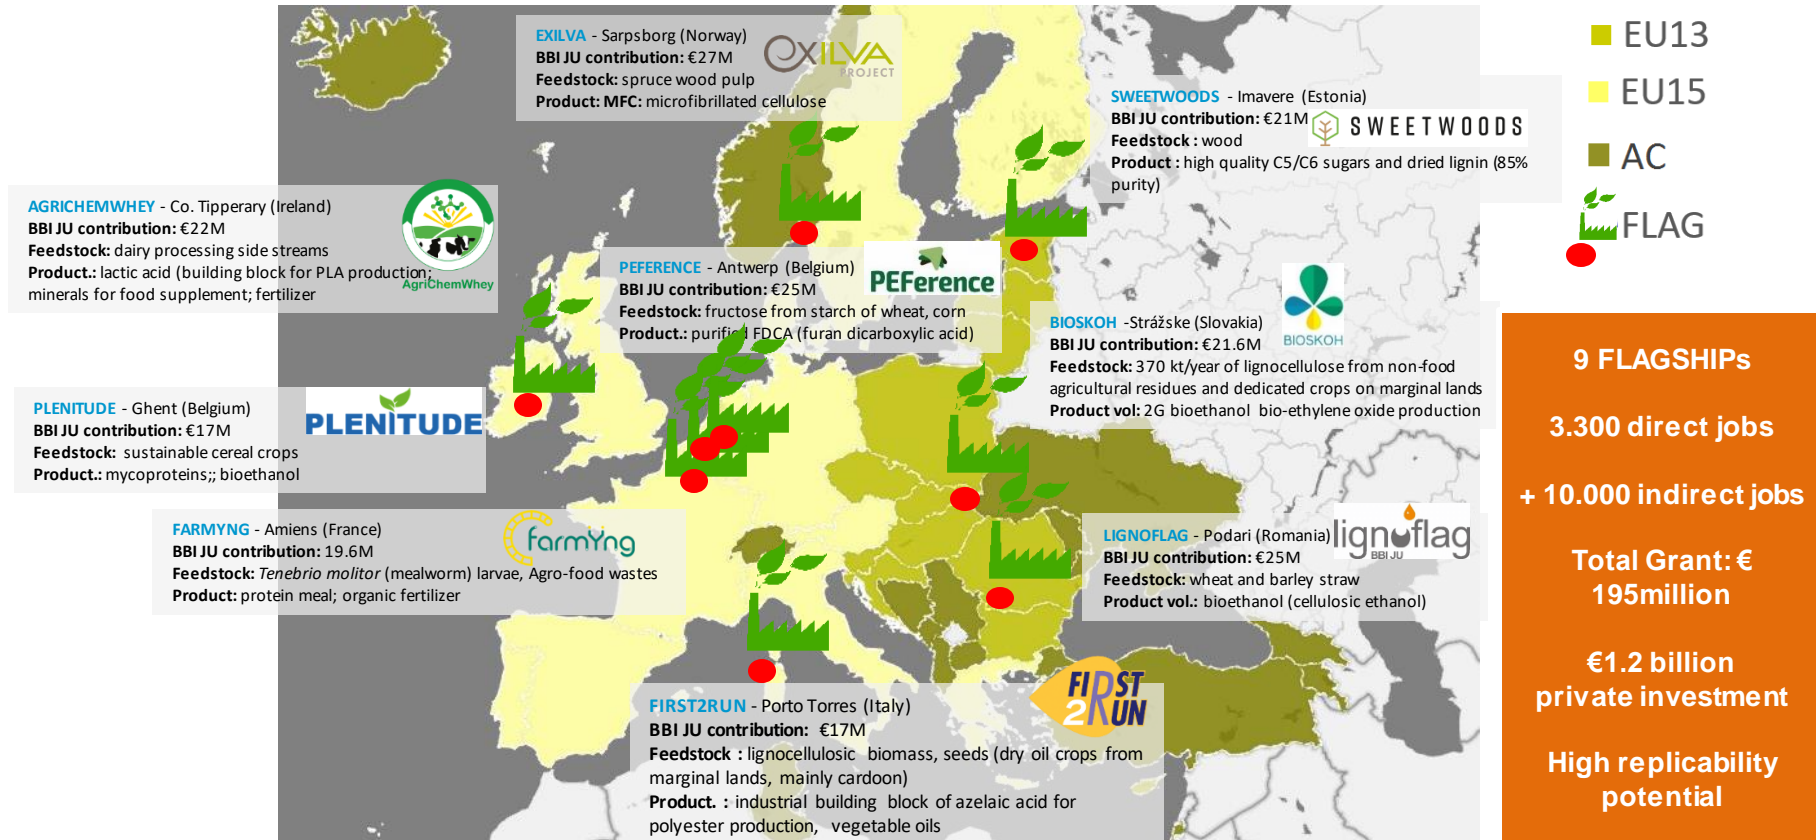 EXILVA - Sarpsborg (Norway)
BBI JU contribution: €27M
Feedstock: spruce wood pulp
Product: MFC: microfibrillated cellulose
EXILVA
PROJECT
EU13
EU15
AC
FLAG
SWEETWOODS - Imavere (Estonia)
BBI JU contribution: €21M
Feedstock : wood
Product : high quality C5/C6 sugars and dried lignin (85%
purity)
SWEETWOODS
AGRICHEMWHEY - Co. Tipperary (Ireland)
BBI JU contribution: €22M
Feedstock: dairy processing side streams
Product.: lactic acid (building block for PLA production;
minerals for food supplement; fertilizer
AgriChemWhey
PEFERENCE - Antwerp (Belgium)
BBI JU contribution: €25M
Feedstock: fructose from starch of wheat, corn
Product.: purified FDCA (furan dicarboxylic acid)
PEFerence
BIOSKOH -Strážske (Slovakia)
BBI JU contribution: €21.6M
Feedstock: 370 kt/year of lignocellulose from non-food
agricultural residues and dedicated crops on marginal lands
Product vol: 2G bioethanol bio-ethylene oxide production
BIOSKOH
PLENITUDE - Ghent (Belgium)
BBI JU contribution: €17M
Feedstock: sustainable cereal crops
Product.: mycoproteins;; bioethanol
PLENITUDE
FARMYNG - Amiens (France)
BBI JU contribution: 19.6M
Feedstock: Tenebrio molitor (mealworm) larvae, Agro-food wastes
Product: protein meal; organic fertilizer
farmYng
LIGNOFLAG - Podari (Romania)
BBI JU contribution: €25M
Feedstock: wheat and barley straw
Product vol.: bioethanol (cellulosic ethanol)
lignoflag
BBI JU
FIRST2RUN - Porto Torres (Italy)
BBI JU contribution: €17M
Feedstock : lignocellulosic biomass, seeds (dry oil crops from
marginal lands, mainly cardoon)
Product. : industrial building block of azelaic acid for
polyester production, vegetable oils
FIRST
2RUN
9 FLAGSHIPs
3.300 direct jobs
+ 10.000 indirect jobs
Total Grant: €
195million
€1.2 billion
private investment
High replicability
potential